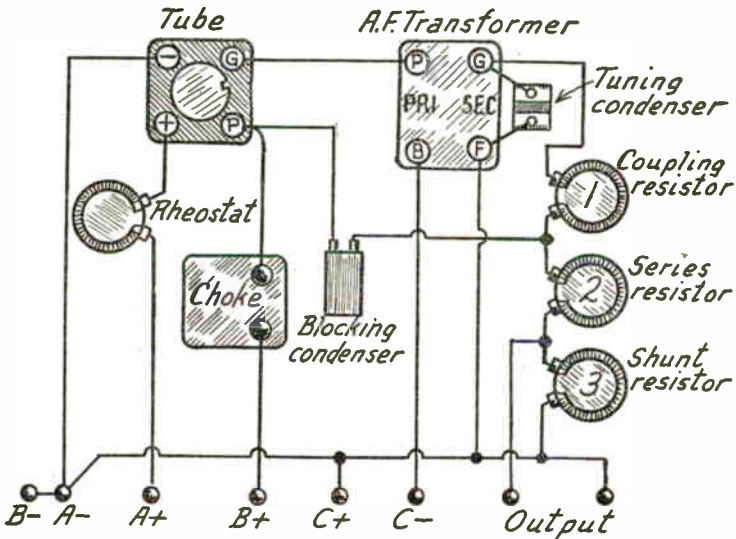 Tube
A.F. Transformer
- G
+ P
P G
PRI SEC
B F
Tuning
condenser
Coupling
resistor
1
Rheostat
Choke
Blocking
condenser
Series
resistor
2
Shunt
resistor
3
B- A- A+ B+ C+ C- Output